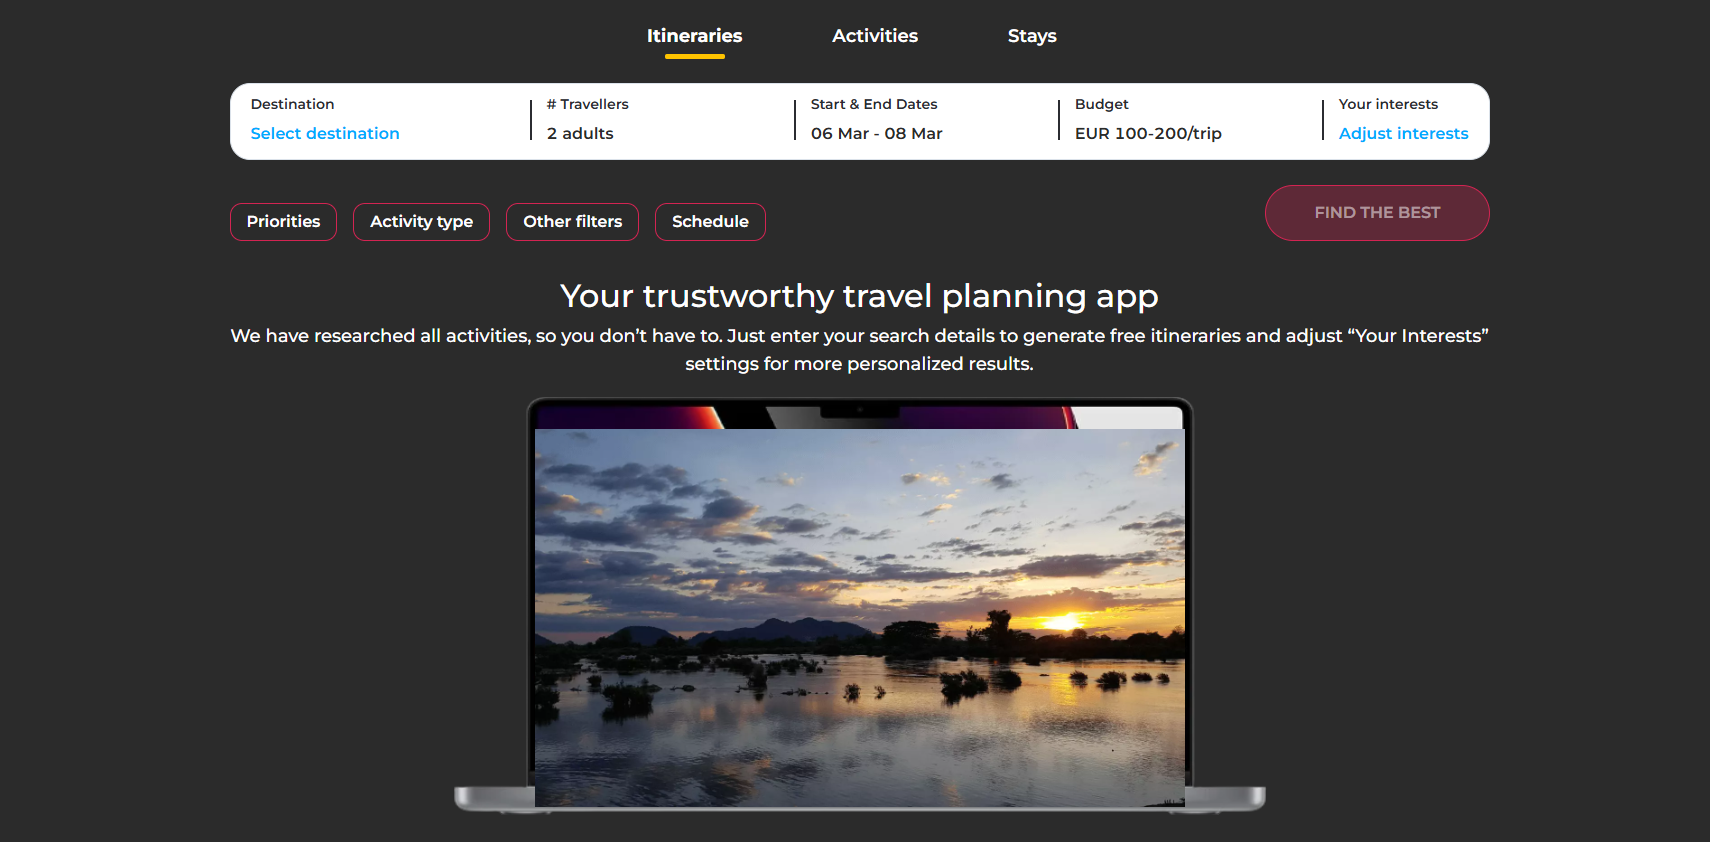 Itineraries Activities Stays
Destination # Travellers Start & End Dates Budget Your interests
Select destination 2 adults 06 Mar - 08 Mar EUR 100-200/trip Adjust interests
Priorities Activity type Other filters Schedule FIND THE BEST
Your trustworthy travel planning app
We have researched all activities, so you don’t have to. Just enter your search details to generate free itineraries and adjust “Your Interests”
settings for more personalized results.